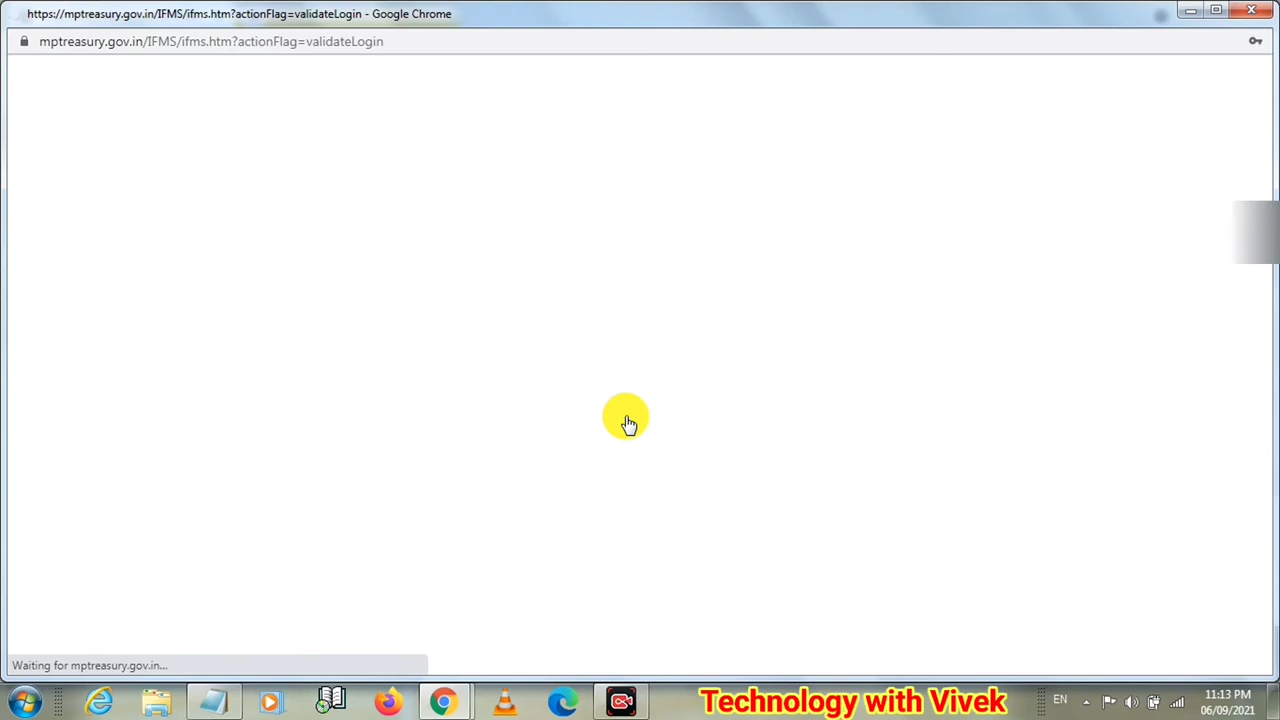 https://mptreasury.gov.in/IFMS/ifms.htm?actionFlag=validateLogin - Google Chrome
mptreasury.gov.in/IFMS/ifms.htm?actionFlag=validateLogin
Waiting for mptreasury.gov.in...
Technology with Vivek
EN
11:13 PM
06/09/2021